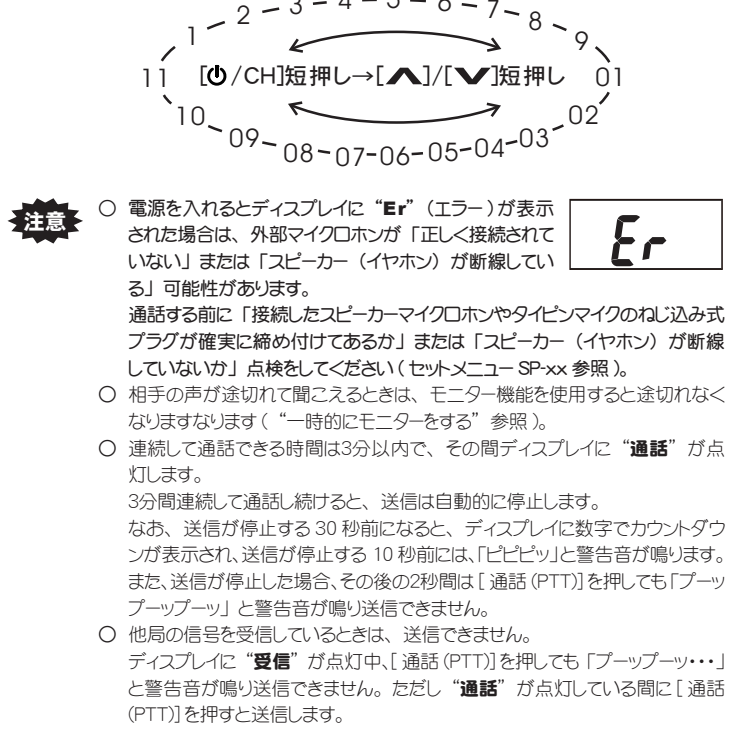 2 - 3 - 4 - 5 - 6 - 7 - 8
1
9
11 [⏻/CH]短押し→[∧]/[∨]短押し 01
10
02
09 - 08 - 07 - 06 - 05 - 04 - 03
注意
○ 電源を入れるとディスプレイに “Er”（エラー）が表示
された場合は、外部マイクロホンが「正しく接続されて
いない」または「スピーカー（イヤホン）が断線してい
る」可能性があります。
Er
通話する前に「接続したスピーカーマイクロホンやタイピンマイクのねじ込み式
プラグが確実に締め付けてあるか」または「スピーカー（イヤホン）が断線
していないか」点検をしてください（セットメニュー SP-xx 参照）。
○ 相手の声が途切れて聞こえるときは、モニター機能を使用すると途切れなく
なりますなります（ “一時的にモニターをする” 参照）。
○ 連続して通話できる時間は3分以内で、その間ディスプレイに “通話” が点
灯します。
3分間連続して通話し続けると、送信は自動的に停止します。
なお、送信が停止する 30 秒前になると、ディスプレイに数字でカウントダウ
ンが表示され、送信が停止する 10 秒前には、「ピピピッ」と警告音が鳴ります。
また、送信が停止した場合、その後の2秒間は [ 通話 (PTT)] を押しても「プーッ
プーップーッ」と警告音が鳴り送信できません。
○ 他局の信号を受信しているときは、送信できません。
ディスプレイに “受信” が点灯中、[ 通話 (PTT)] を押しても 「プーップーッ・・・」
と警告音が鳴り送信できません。ただし “通話” が点灯している間に [ 通話
(PTT)] を押すと送信します。